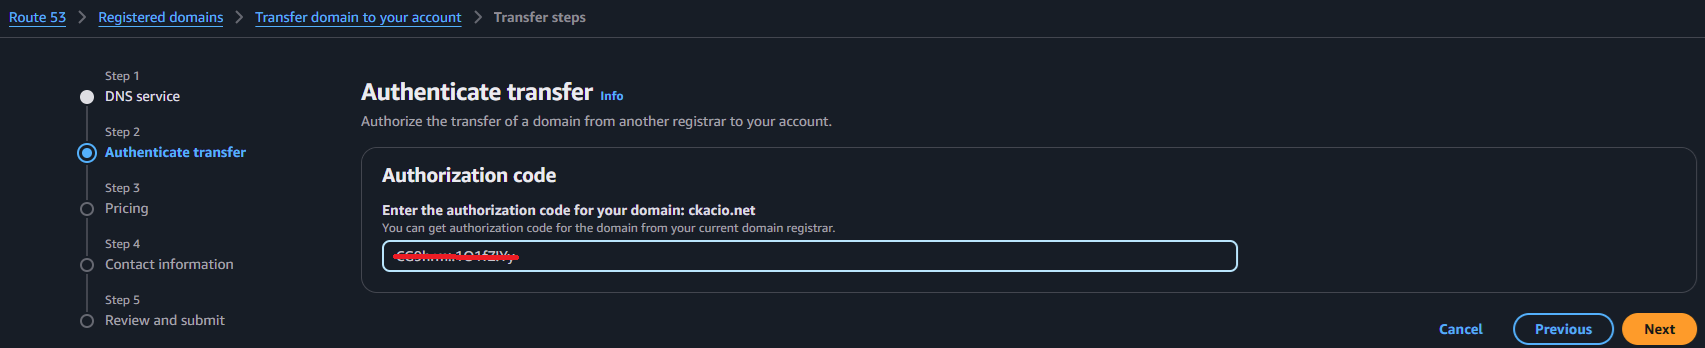 Route 53 > Registered domains > Transfer domain to your account > Transfer steps
Step 1
DNS service
Step 2
Authenticate transfer
Step 3
Pricing
Step 4
Contact information
Step 5
Review and submit
Authenticate transfer Info
Authorize the transfer of a domain from another registrar to your account.
Authorization code
Enter the authorization code for your domain: ckacio.net
You can get authorization code for the domain from your current domain registrar.
Cancel Previous Next